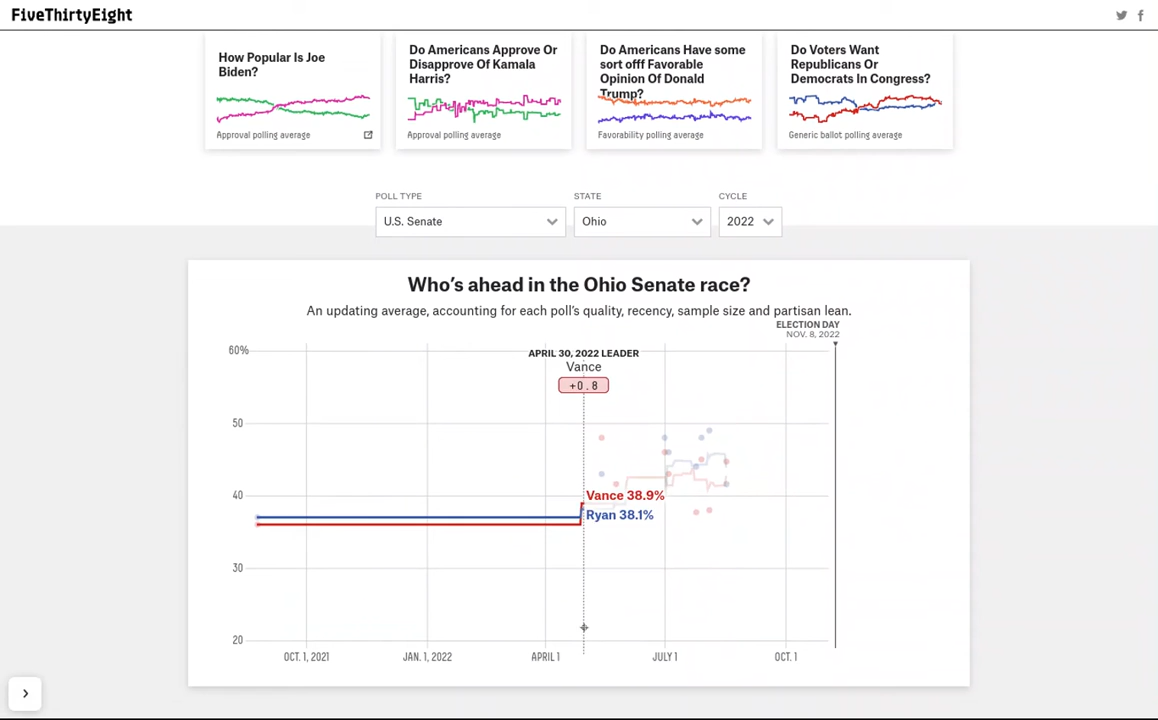 FiveThirtyEight
How Popular Is Joe
Biden?
Approval polling average
Do Americans Approve Or
Disapprove Of Kamala
Harris?
Approval polling average
Do Americans Have some
sort offf Favorable
Opinion Of Donald
Trump?
Favorability polling average
Do Voters Want
Republicans Or
Democrats In Congress?
Generic ballot polling average
POLL TYPE
U.S. Senate
STATE
Ohio
CYCLE
2022
Who's ahead in the Ohio Senate race?
An updating average, accounting for each poll's quality, recency, sample size and partisan lean.
ELECTION DAY
NOV. 8, 2022
APRIL 30, 2022 LEADER
Vance
+0.8
60%
50
40
30
20
Vance 38.9%
Ryan 38.1%
OCT. 1, 2021
JAN. 1, 2022
APRIL 1
JULY 1
OCT. 1